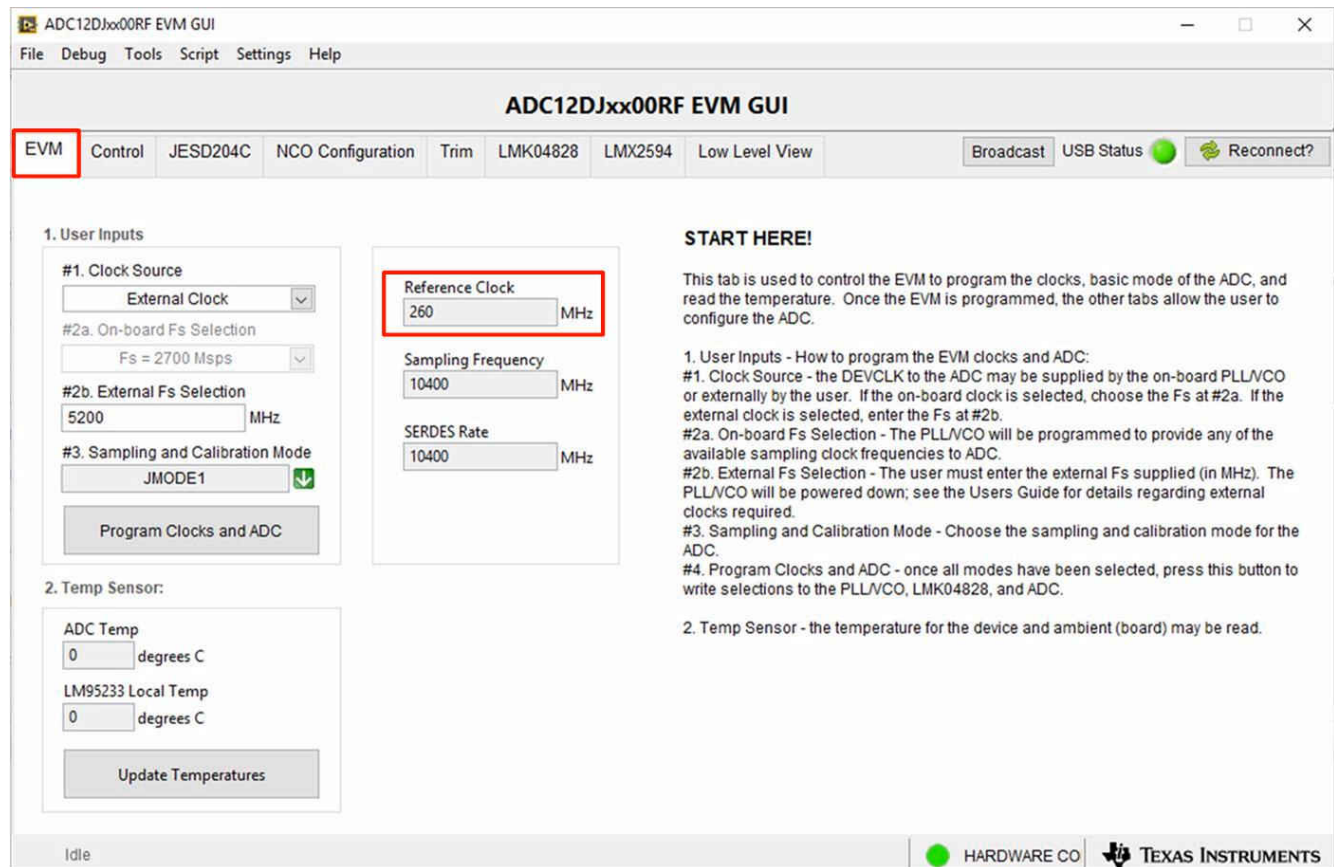 ADC12DJxx00RF EVM GUI
File Debug Tools Script Settings Help
ADC12DJxx00RF EVM GUI
EVM Control JESD204C NCO Configuration Trim LMK04828 LMX2594 Low Level View Broadcast USB Status Reconnect?
1. User Inputs
#1. Clock Source
External Clock
#2a. On-board Fs Selection
Fs = 2700 Msps
#2b. External Fs Selection
5200 MHz
#3. Sampling and Calibration Mode
JMODE1
Program Clocks and ADC
Reference Clock
260 MHz
Sampling Frequency
10400 MHz
SERDES Rate
10400 MHz
2. Temp Sensor:
ADC Temp
0 degrees C
LM95233 Local Temp
0 degrees C
Update Temperatures
START HERE!
This tab is used to control the EVM to program the clocks, basic mode of the ADC, and
read the temperature. Once the EVM is programmed, the other tabs allow the user to
configure the ADC.
1. User Inputs - How to program the EVM clocks and ADC:
#1. Clock Source - the DEVCLK to the ADC may be supplied by the on-board PLL/VCO
or externally by the user. If the on-board clock is selected, choose the Fs at #2a. If the
external clock is selected, enter the Fs at #2b.
#2a. On-board Fs Selection - The PLL/VCO will be programmed to provide any of the
available sampling clock frequencies to ADC.
#2b. External Fs Selection - The user must enter the external Fs supplied (in MHz). The
PLL/VCO will be powered down; see the Users Guide for details regarding external
clocks required.
#3. Sampling and Calibration Mode - Choose the sampling and calibration mode for the
ADC.
#4. Program Clocks and ADC - once all modes have been selected, press this button to
write selections to the PLL/VCO, LMK04828, and ADC.
2. Temp Sensor - the temperature for the device and ambient (board) may be read.
Idle HARDWARE CO TEXAS INSTRUMENTS